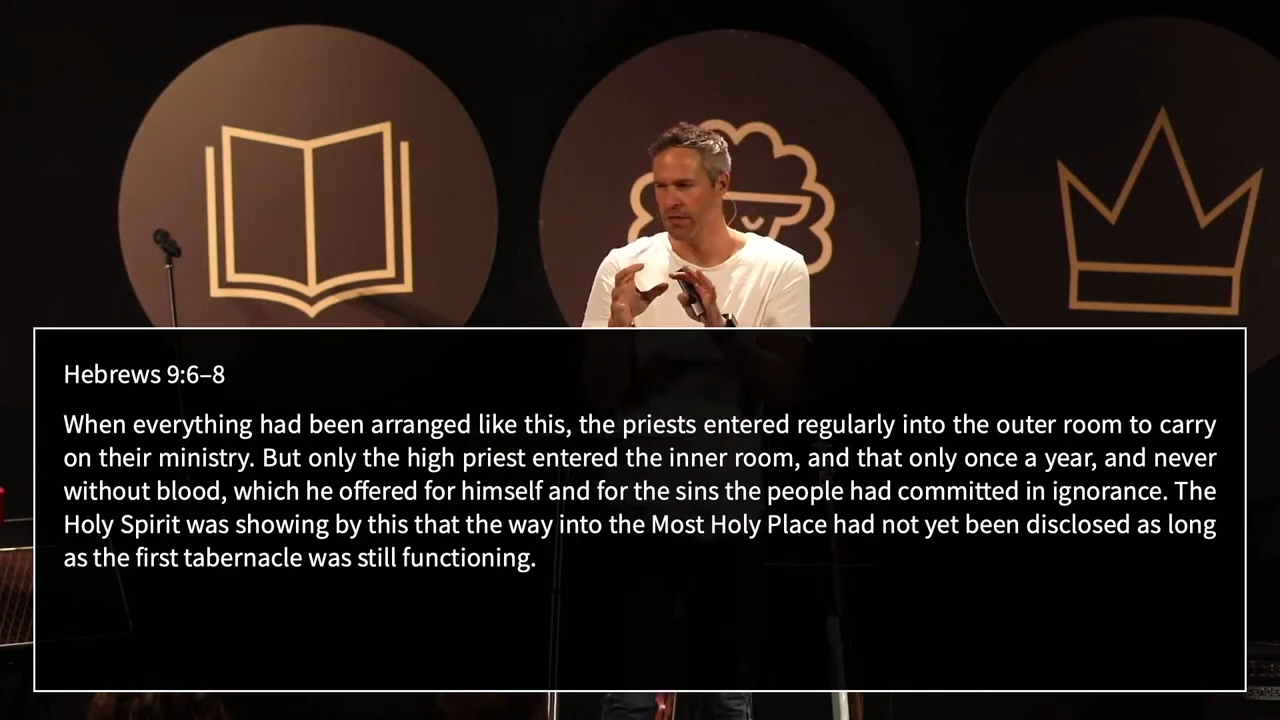 Hebrews 9:6–8
When everything had been arranged like this, the priests entered regularly into the outer room to carry
on their ministry. But only the high priest entered the inner room, and that only once a year, and never
without blood, which he offered for himself and for the sins the people had committed in ignorance. The
Holy Spirit was showing by this that the way into the Most Holy Place had not yet been disclosed as long
as the first tabernacle was still functioning.